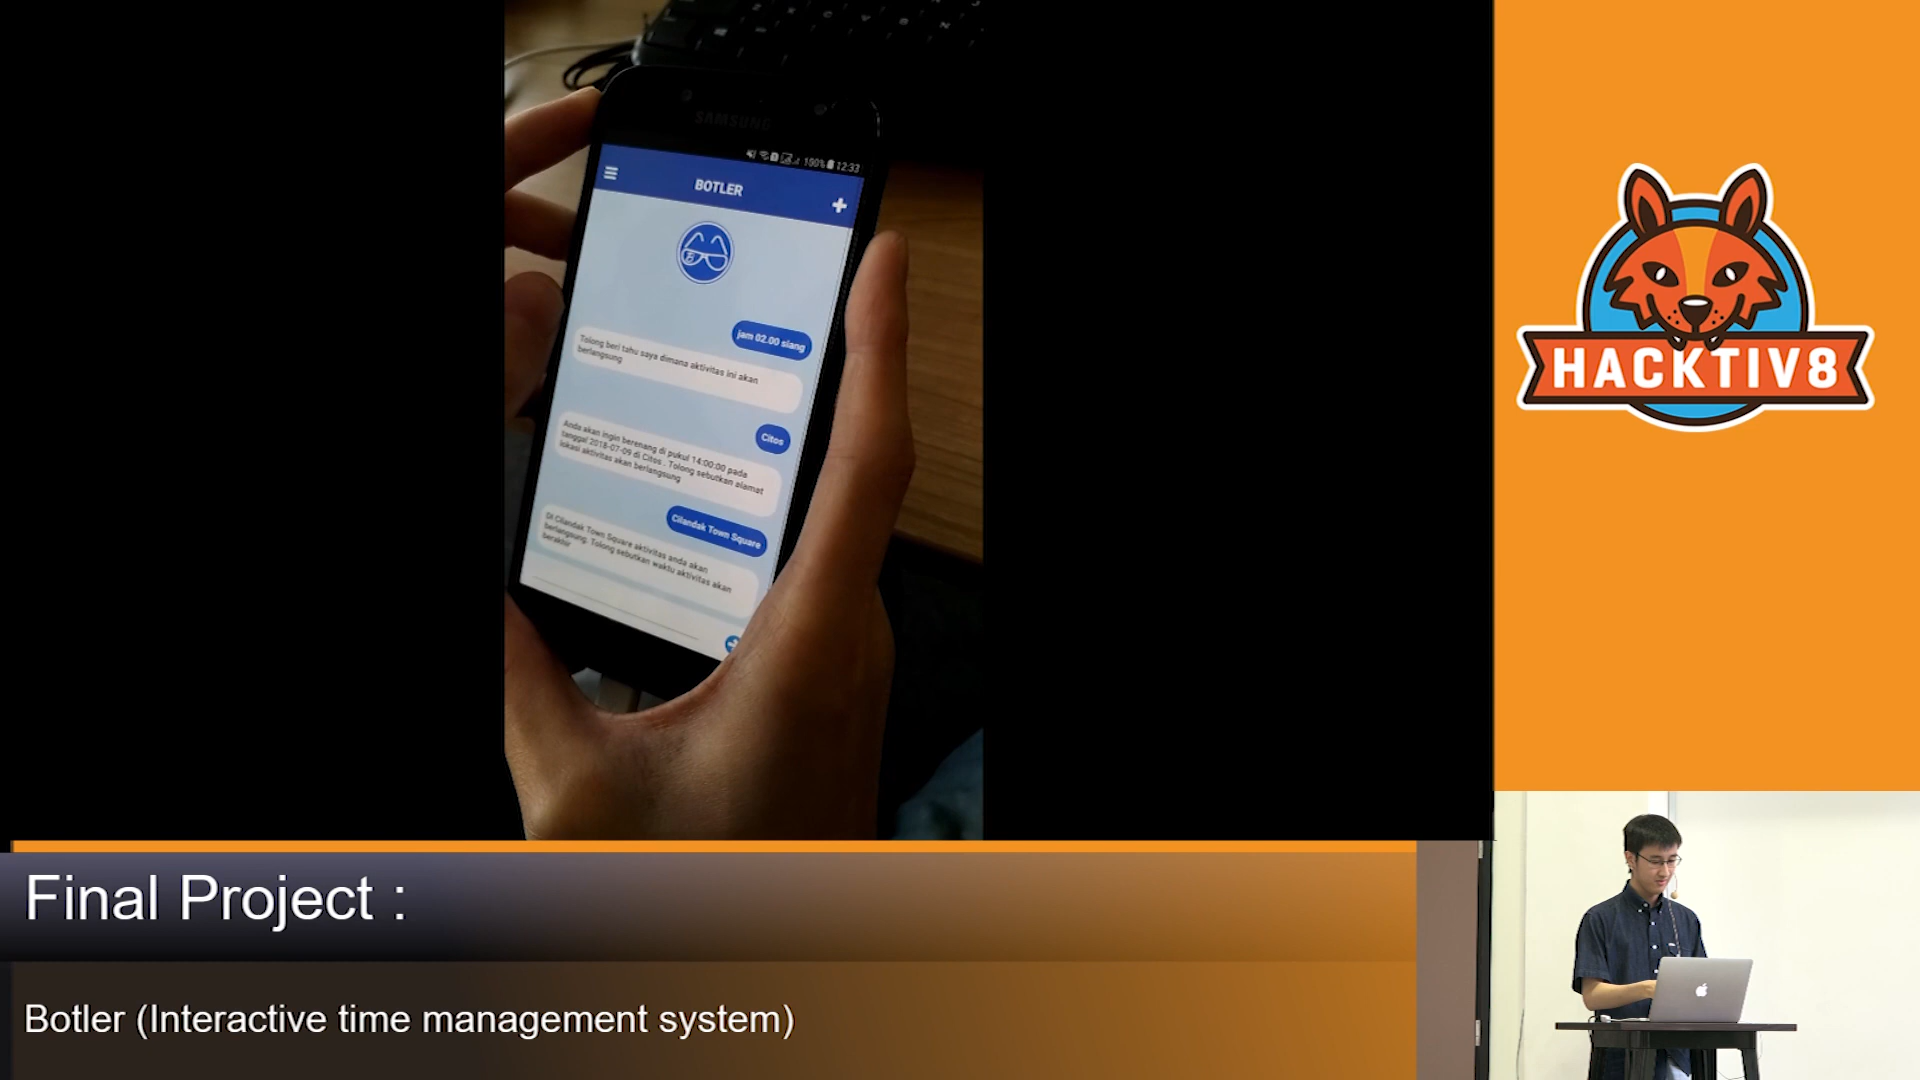 SAMSUNG
100% 12:33
BOTLER
jam 02.00 siang
Tolong beri tahu saya dimana aktivitas ini akan
berlangsung
Citos
Anda akan ingin berenang di pukul 14:00:00 pada
tanggal 2018-07-09 di Citos . Tolong sebutkan alamat
lokasi aktivitas akan berlangsung
Cilandak Town Square
Di Cilandak Town Square aktivitas anda akan
berlangsung. Tolong sebutkan waktu aktivitas akan
berakhir
HACKTIV8
Final Project :
Botler (Interactive time management system)